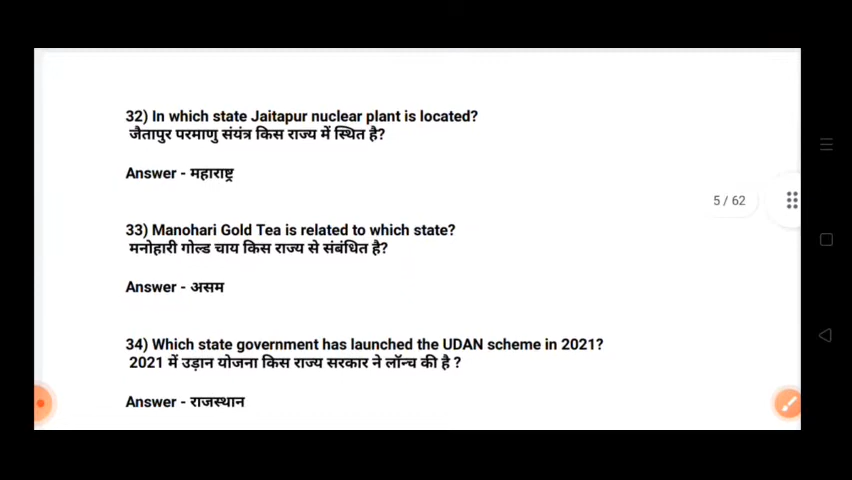 32) In which state Jaitapur nuclear plant is located?
जैतापुर परमाणु संयंत्र किस राज्य में स्थित है?
Answer - महाराष्ट्र
5 / 62
33) Manohari Gold Tea is related to which state?
मनोहारी गोल्ड चाय किस राज्य से संबंधित है?
Answer - असम
34) Which state government has launched the UDAN scheme in 2021?
2021 में उड़ान योजना किस राज्य सरकार ने लॉन्च की है ?
Answer - राजस्थान